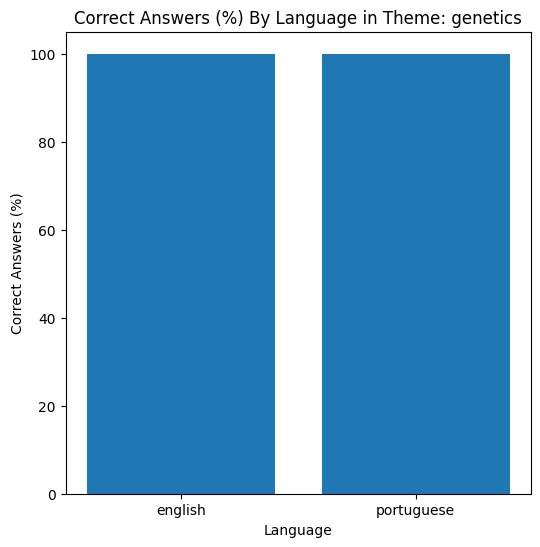 Correct Answers (%) By Language in Theme: genetics
100
80
60
40
20
0
Correct Answers (%)
english portuguese
Language